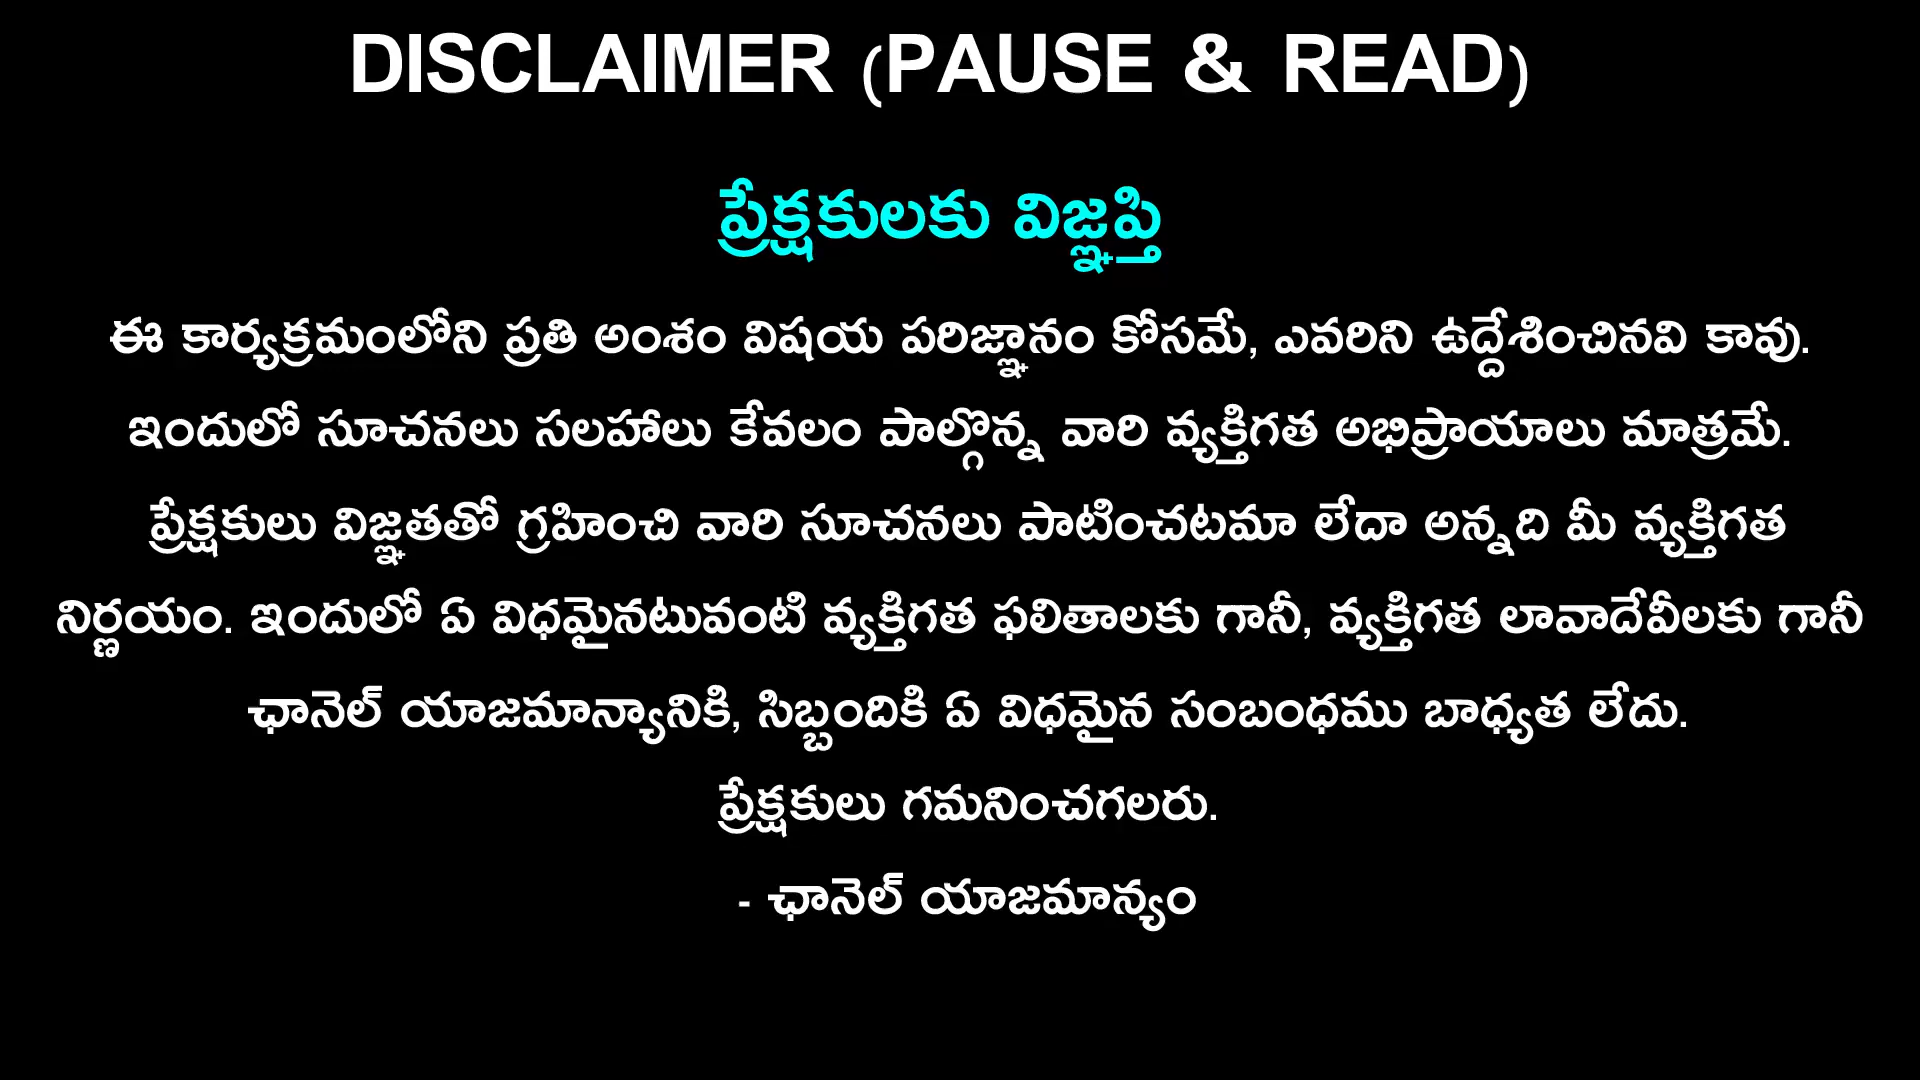 DISCLAIMER (PAUSE & READ)
ప్రేక్షకులకు విజ్ఞప్తి
ఈ కార్యక్రమంలోని ప్రతి అంశం విషయ పరిజ్ఞానం కోసమే, ఎవరిని ఉద్దేశించినవి కావు.
ఇందులో సూచనలు సలహాలు కేవలం పాల్గొన్న వారి వ్యక్తిగత అభిప్రాయాలు మాత్రమే.
ప్రేక్షకులు విజ్ఞతతో గ్రహించి వారి సూచనలు పాటించటమా లేదా అన్నది మీ వ్యక్తిగత
నిర్ణయం. ఇందులో ఏ విధమైనటువంటి వ్యక్తిగత ఫలితాలకు గానీ, వ్యక్తిగత లావాదేవీలకు గానీ
ఛానెల్ యాజమాన్యానికి, సిబ్బందికి ఏ విధమైన సంబంధము బాధ్యత లేదు.
ప్రేక్షకులు గమనించగలరు.
- ఛానెల్ యాజమాన్యం